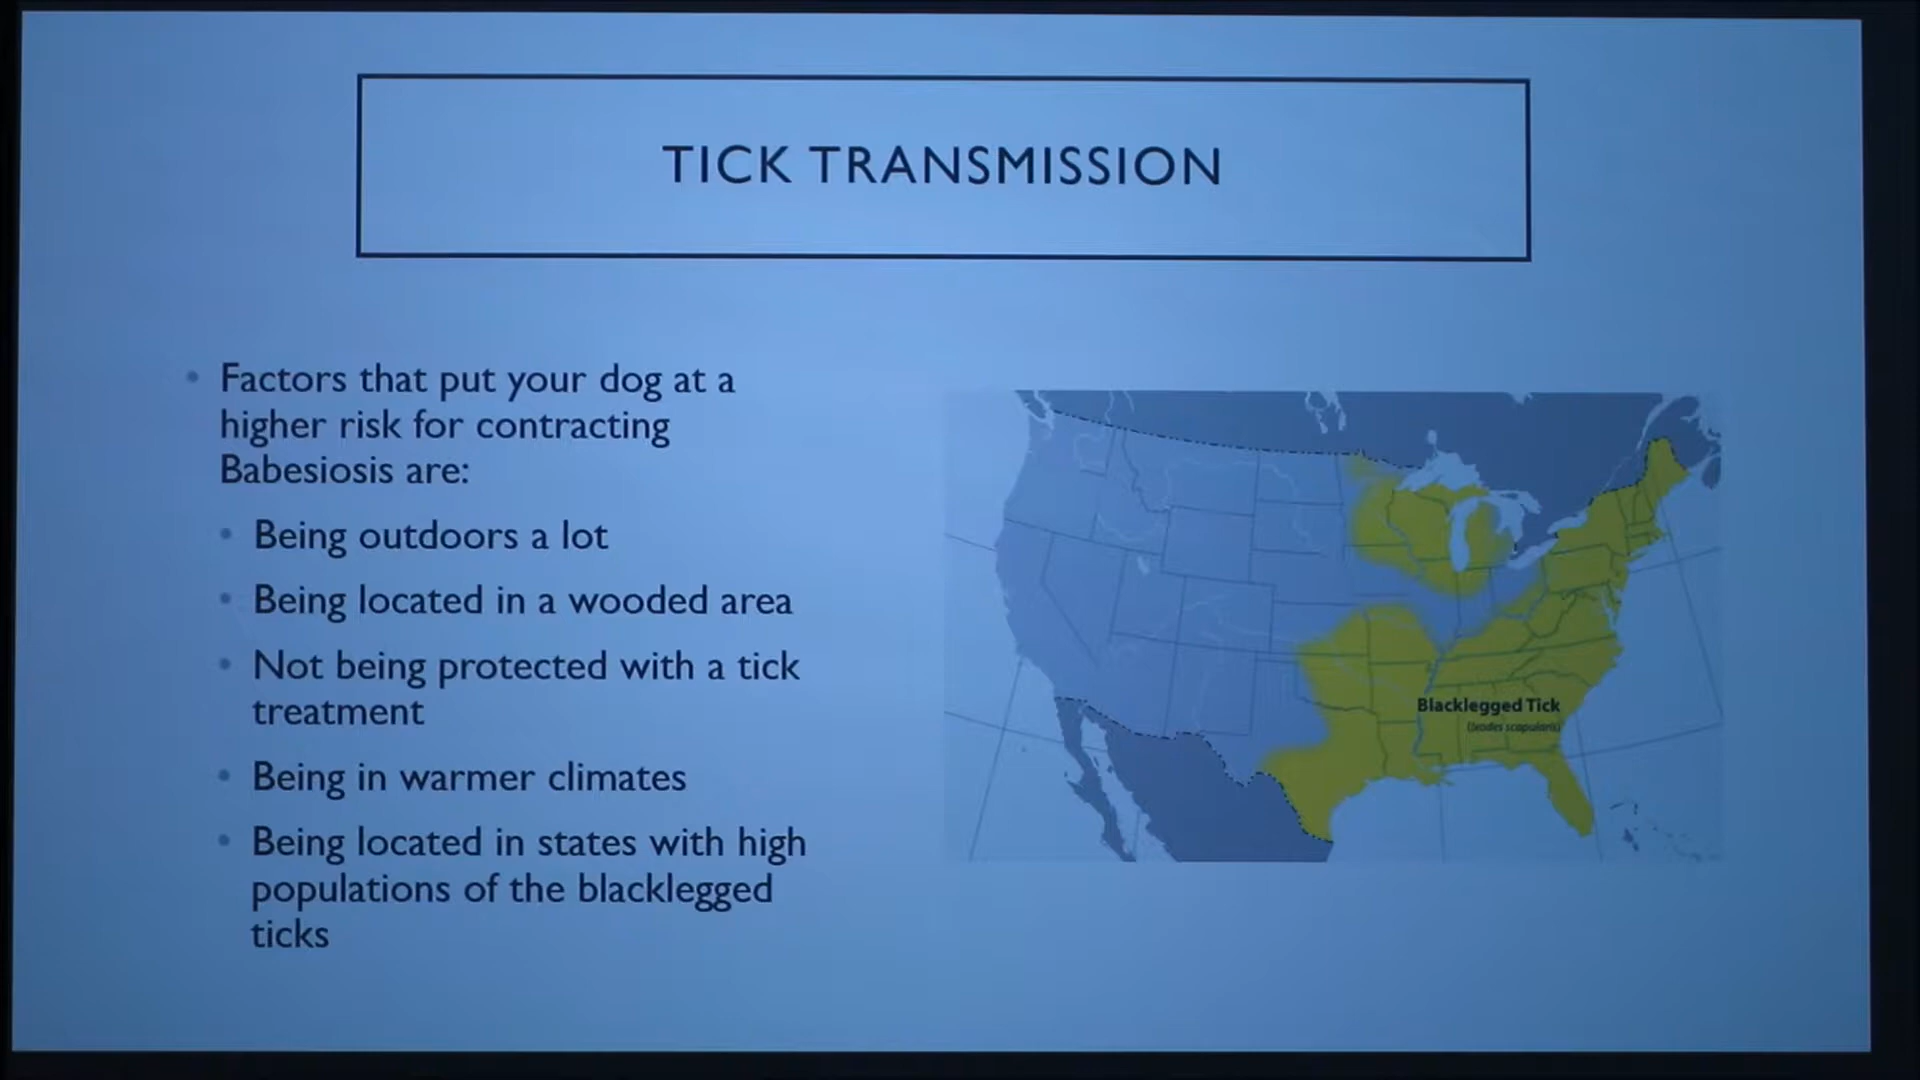 TICK TRANSMISSION
Factors that put your dog at a
higher risk for contracting
Babesiosis are:
Being outdoors a lot
Being located in a wooded area
Not being protected with a tick
treatment
Being in warmer climates
Being located in states with high
populations of the blacklegged
ticks
Blacklegged Tick
(Ixodes scapularis)